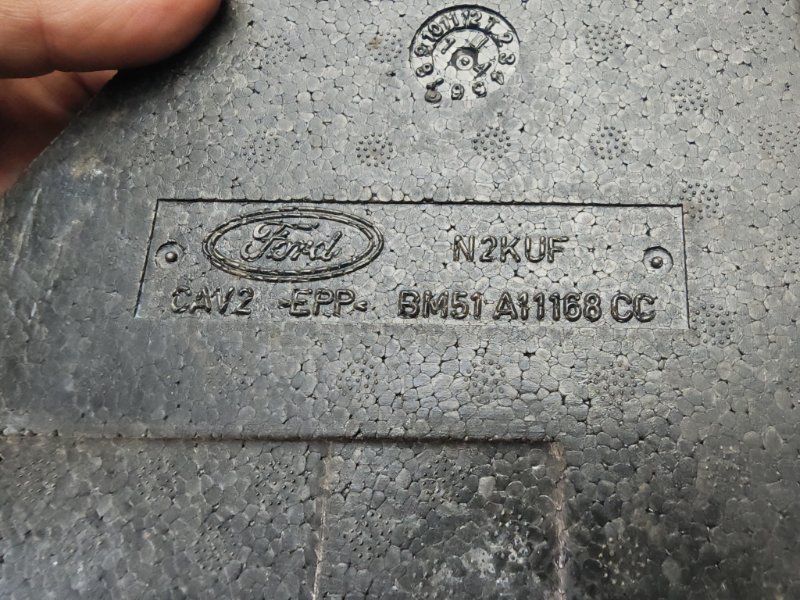 Ford N2KUF
CAV2 >EPP< BM51 A11168 CC